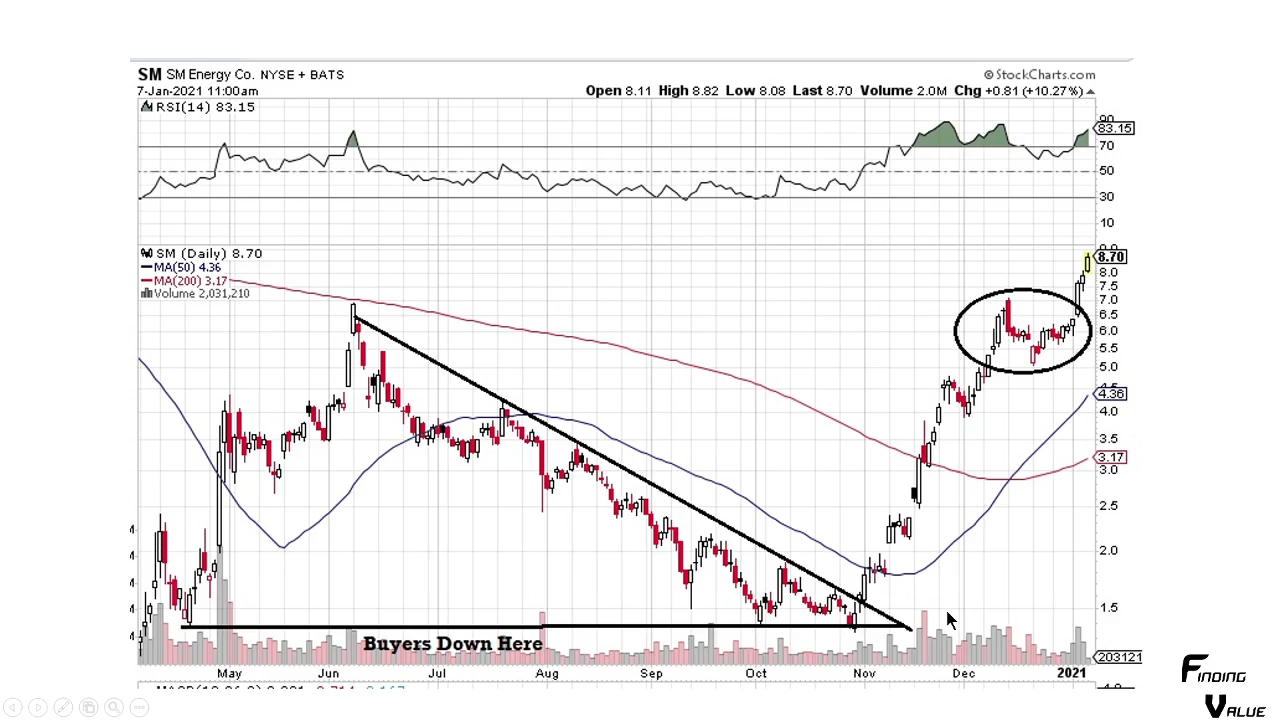 SM SM Energy Co. NYSE + BATS
© StockCharts.com
7-Jan-2021 11:00am
Open 8.11 High 8.82 Low 8.08 Last 8.70 Volume 2.0M Chg +0.81 (+10.27%)
RSI(14) 83.15
90
83.15
70
50
30
10
SM (Daily) 8.70
MA(50) 4.36
MA(200) 3.17
Volume 2,031,210
8.70
8.0
7.5
7.0
6.5
6.0
5.5
5.0
4.36
4.0
3.5
3.17
3.0
2.5
2.0
1.5
Buyers Down Here
203121
May Jun Jul Aug Sep Oct Nov Dec 2021
Finding
Value